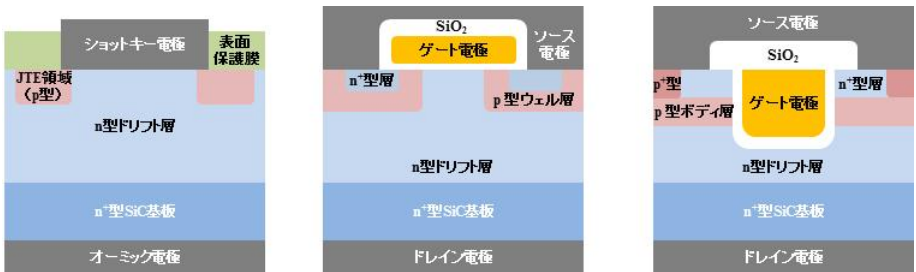 ショットキー電極
表面
保護膜
JTE領域
(p型)
n型ドリフト層
n⁺型SiC基板
オーミック電極
SiO₂
ゲート電極
ソース
電極
n⁺型層
p型ウェル層
n型ドリフト層
n⁺型SiC基板
ドレイン電極
ソース電極
SiO₂
p⁺型
n⁺型層
ゲート電極
p型ボディ層
n型ドリフト層
n⁺型SiC基板
ドレイン電極